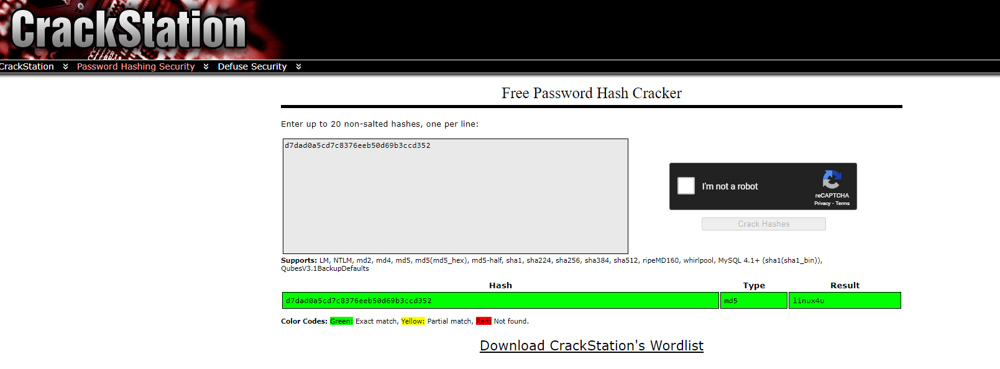 CrackStation
CrackStation Password Hashing Security Defuse Security
Free Password Hash Cracker
Enter up to 20 non-salted hashes, one per line:
d7dad0a5cd7c8376eeb50d69b3ccd352
I'm not a robot
reCAPTCHA
Privacy - Terms
Crack Hashes
Supports: LM, NTLM, md2, md4, md5, md5(md5_hex), md5-half, sha1, sha224, sha256, sha384, sha512, ripeMD160, whirlpool, MySQL 4.1+ (sha1(sha1_bin)),
QubesV3.1BackupDefaults
Hash Type Result
d7dad0a5cd7c8376eeb50d69b3ccd352 md5 linux4u
Color Codes: Green: Exact match, Yellow: Partial match, Red: Not found.
Download CrackStation's Wordlist